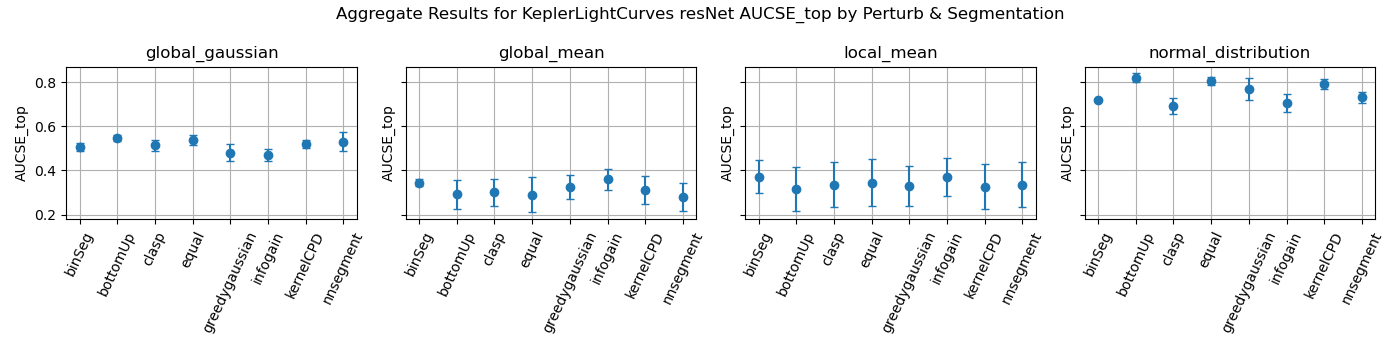 Aggregate Results for KeplerLightCurves resNet AUCSE_top by Perturb & Segmentation
global_gaussian
global_mean
local_mean
normal_distribution
AUCSE_top
0.8
0.6
0.4
0.2
AUCSE_top
AUCSE_top
AUCSE_top
binSeg
bottomUp
clasp
equal
greedygaussian
infogain
kernelCPD
nnsegment
binSeg
bottomUp
clasp
equal
greedygaussian
infogain
kernelCPD
nnsegment
binSeg
bottomUp
clasp
equal
greedygaussian
infogain
kernelCPD
nnsegment
binSeg
bottomUp
clasp
equal
greedygaussian
infogain
kernelCPD
nnsegment